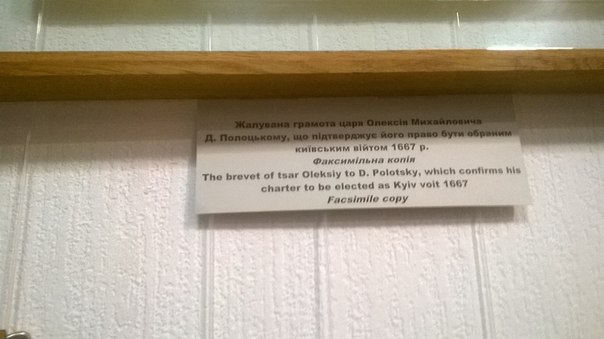 Жалувана грамота царя Олексія Михайловича
Д. Полоцькому, що підтверджує його право бути обраним
київським війтом 1667 р.
Факсимільна копія
The brevet of tsar Oleksiy to D. Polotsky, which confirms his
charter to be elected as Kyiv voit 1667
Facsimile copy